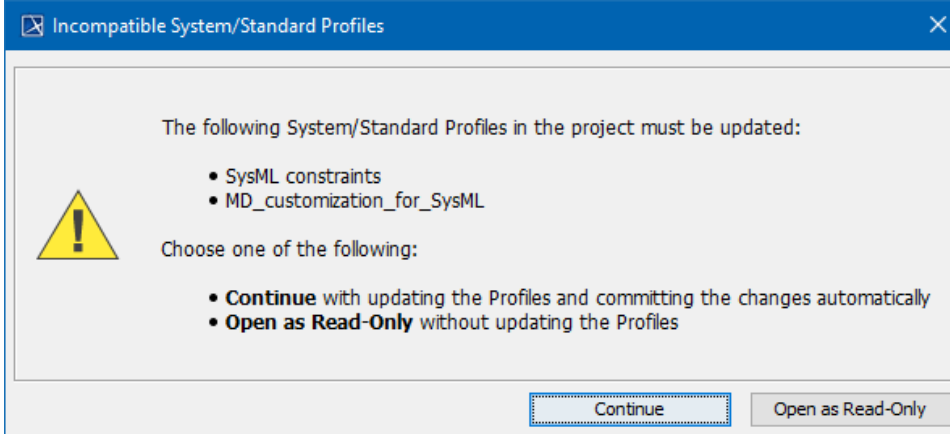 Incompatible System/Standard Profiles
The following System/Standard Profiles in the project must be updated:
• SysML constraints
• MD_customization_for_SysML
Choose one of the following:
• Continue with updating the Profiles and committing the changes automatically
• Open as Read-Only without updating the Profiles
Continue
Open as Read-Only